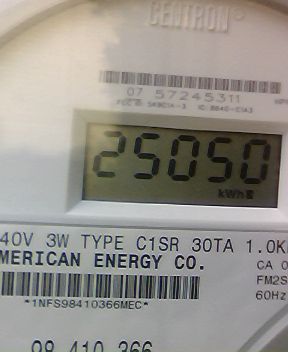 CENTRON®
07 57245311
25050
kWh
240V 3W TYPE C1SR 30TA 1.0K
MERICAN ENERGY CO.
CA 0
FM2S
60Hz
*1NFS98410366MEC*
98 410 366